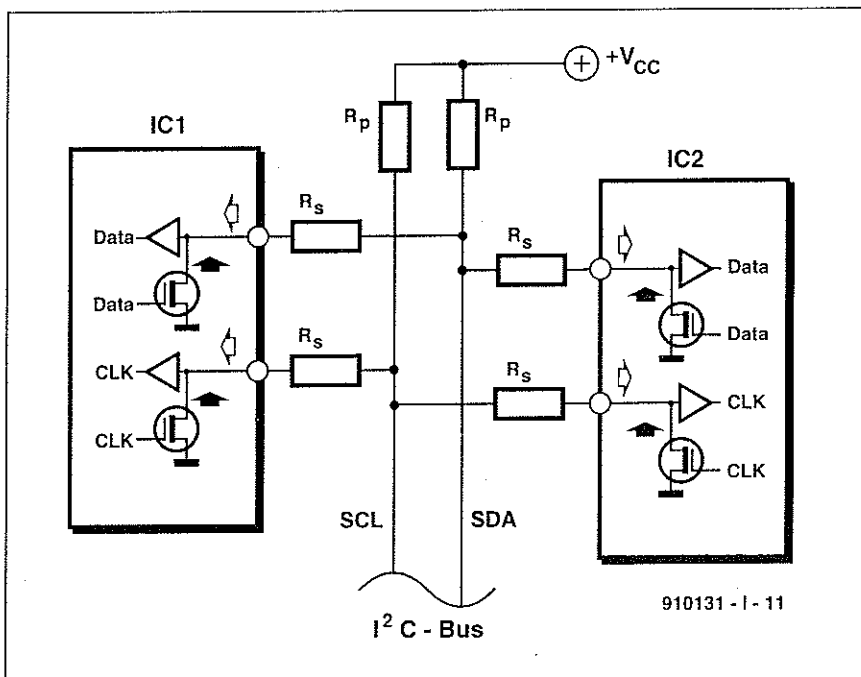 +VCC
Rp
Rp
IC1
IC2
Rs
Data
Data
Rs
Data
Data
Rs
CLK
CLK
Rs
CLK
CLK
SCL
SDA
I² C - Bus
910131 - I - 11